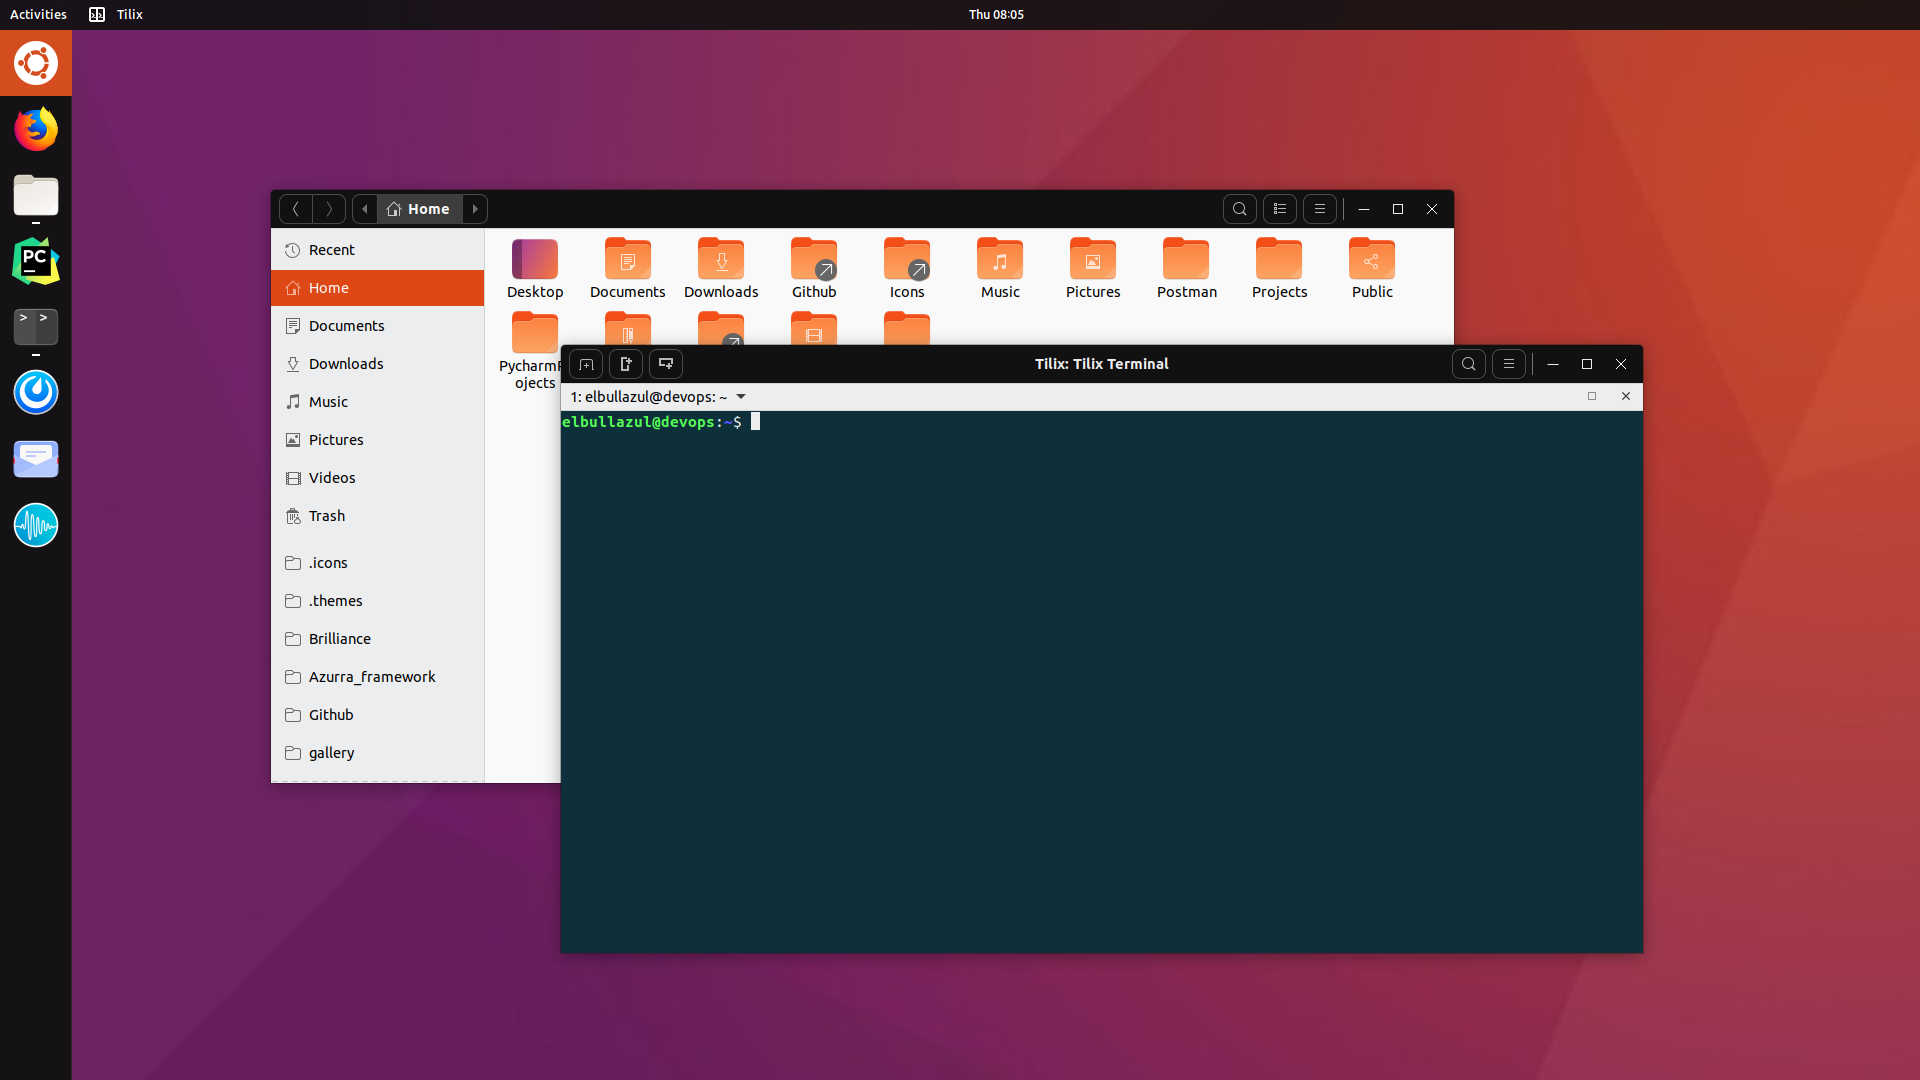 Activities Tilix Thu 08:05
PC
> >
Home
Recent
Home
Documents
Downloads
Music
Pictures
Videos
Trash
.icons
.themes
Brilliance
Azurra_framework
Github
gallery
Desktop Documents Downloads Github Icons Music Pictures Postman Projects Public
ojects
Tilix: Tilix Terminal
1: elbullazul@devops: ~
elbullazul@devops:~$